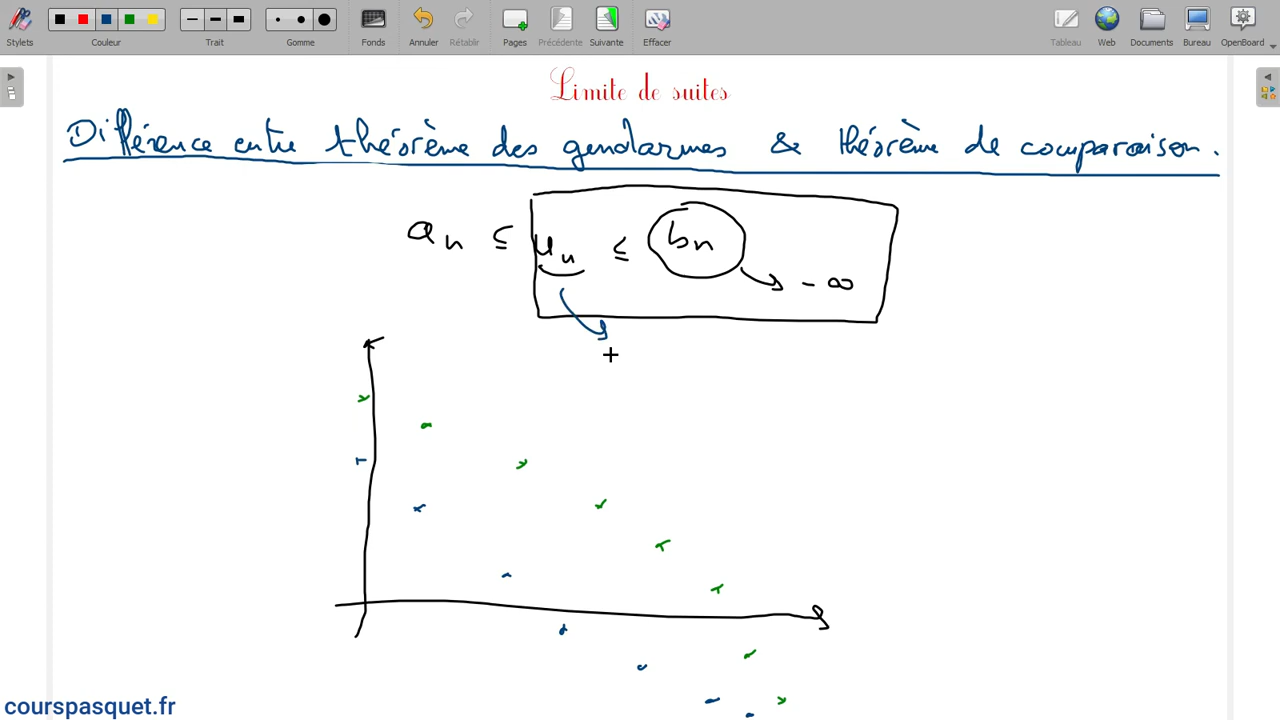 Stylets Couleur Trait Gomme Fonds Annuler Rétablir Pages Précédente Suivante Effacer Tableau Web Documents Bureau OpenBoard
Limite de suites
Différence entre théorème des gendarmes & théorème de comparaison.
aₙ ≤ uₙ ≤ bₙ
→ - ∞
courspasquet.fr